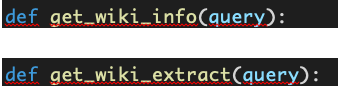 def get_wiki_info(query):
def get_wiki_extract(query):